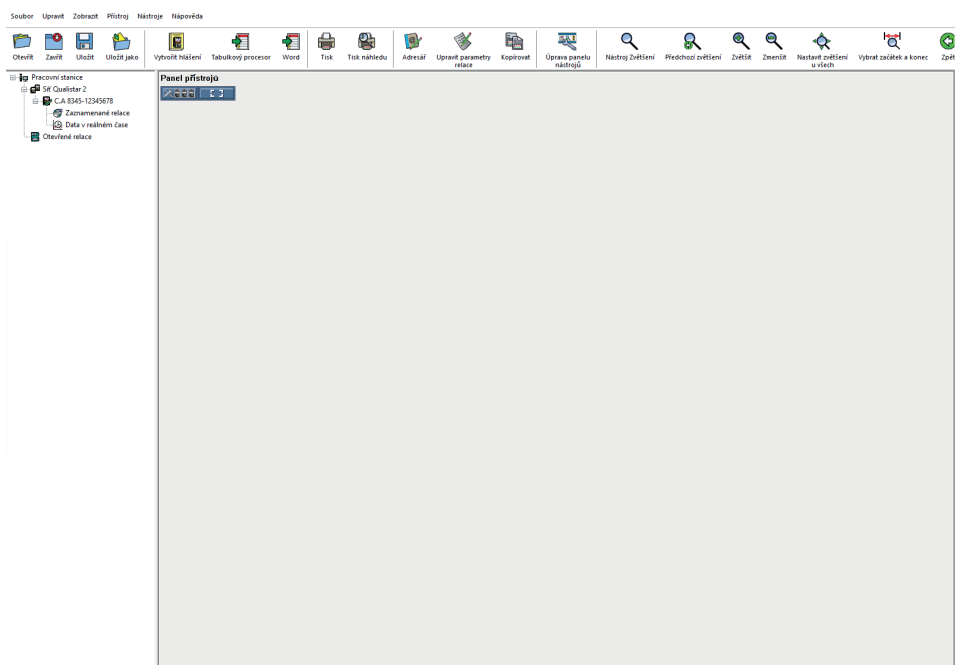 Soubor Upravit Zobrazit Přístroj Nástroje Nápověda
Otevřít Zavřít Uložit Uložit jako Vytvořit hlášení Tabulkový procesor Word Tisk Tisk náhledu Adresář Upravit parametry relace Kopírovat Úprava panelu nástrojů Nástroj Zvětšení Předchozí zvětšení Zvětšit Zmenšit Nastavit zvětšení u všech Vybrat začátek a konec Zpět
Pracovní stanice
Síť Qualistar 2
C.A 8345-12345678
Zaznamenané relace
Data v reálném čase
Otevřené relace
Panel přístrojů